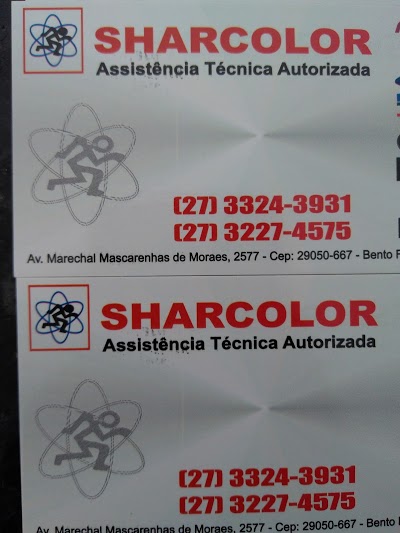 SHARCOLOR
Assistência Técnica Autorizada
(27) 3324-3931
(27) 3227-4575
Av. Marechal Mascarenhas de Moraes, 2577 - Cep: 29050-667 - Bento F
SHARCOLOR
Assistência Técnica Autorizada
(27) 3324-3931
(27) 3227-4575
Av. Marechal Mascarenhas de Moraes, 2577 - Cep: 29050-667 - Bento